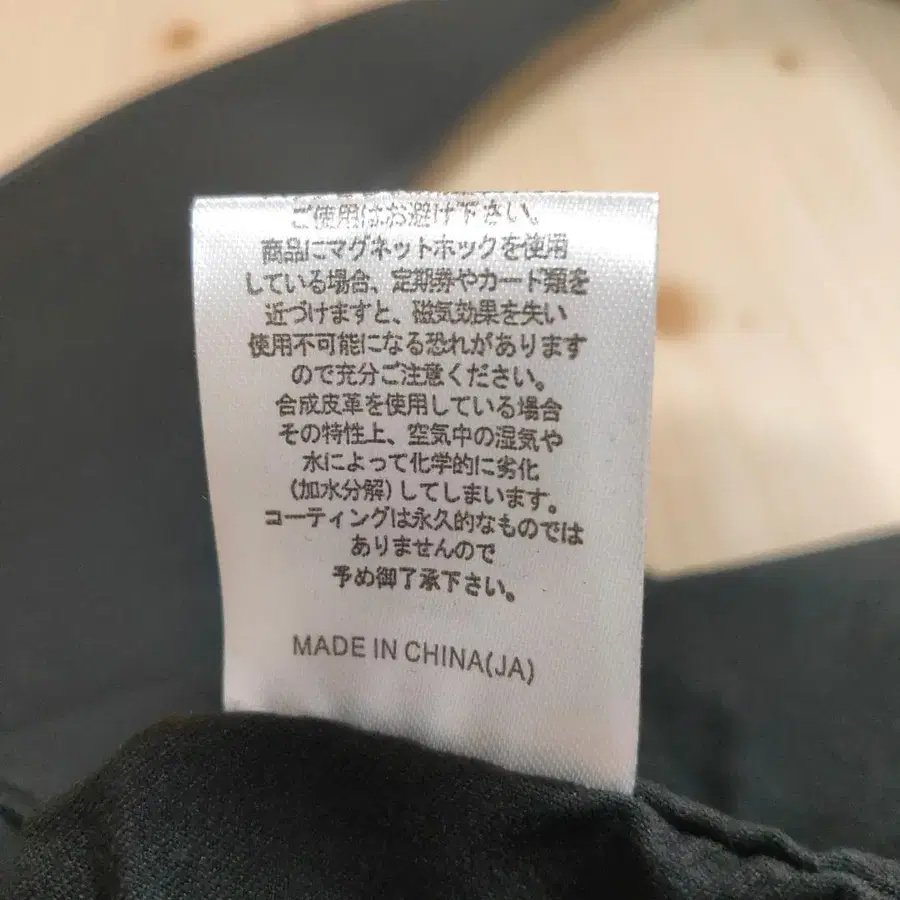 ご使用はお避け下さい。
商品にマグネットホックを使用
している場合、定期券やカード類を
近づけますと、磁気効果を失い
使用不可能になる恐れがあります
ので充分ご注意ください。
合成皮革を使用している場合
その特性上、空気中の湿気や
水によって化学的に劣化
(加水分解)してしまいます。
コーティングは永久的なものでは
ありませんので
予め御了承下さい。
MADE IN CHINA(JA)